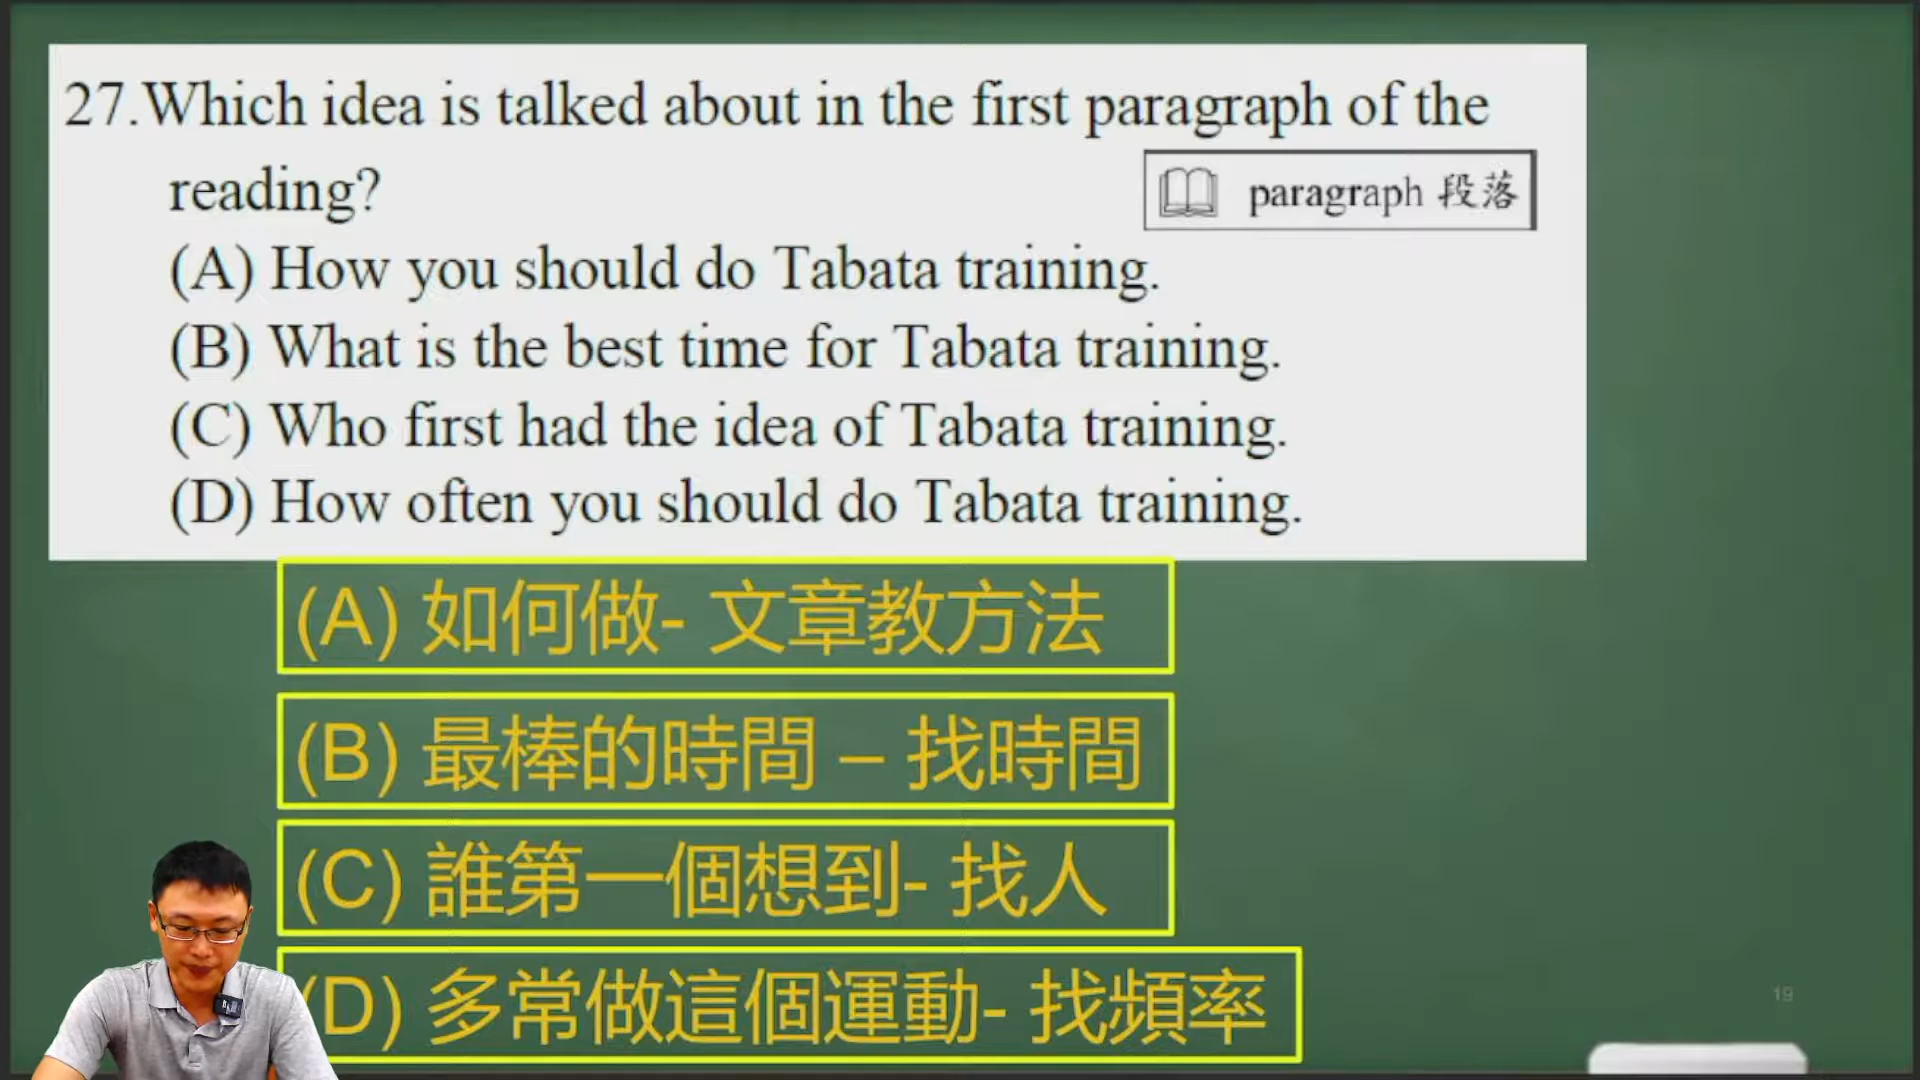 27.Which idea is talked about in the first paragraph of the
reading?
paragraph 段落
(A) How you should do Tabata training.
(B) What is the best time for Tabata training.
(C) Who first had the idea of Tabata training.
(D) How often you should do Tabata training.
(A) 如何做- 文章教方法
(B) 最棒的時間 – 找時間
(C) 誰第一個想到- 找人
(D) 多常做這個運動- 找頻率
19